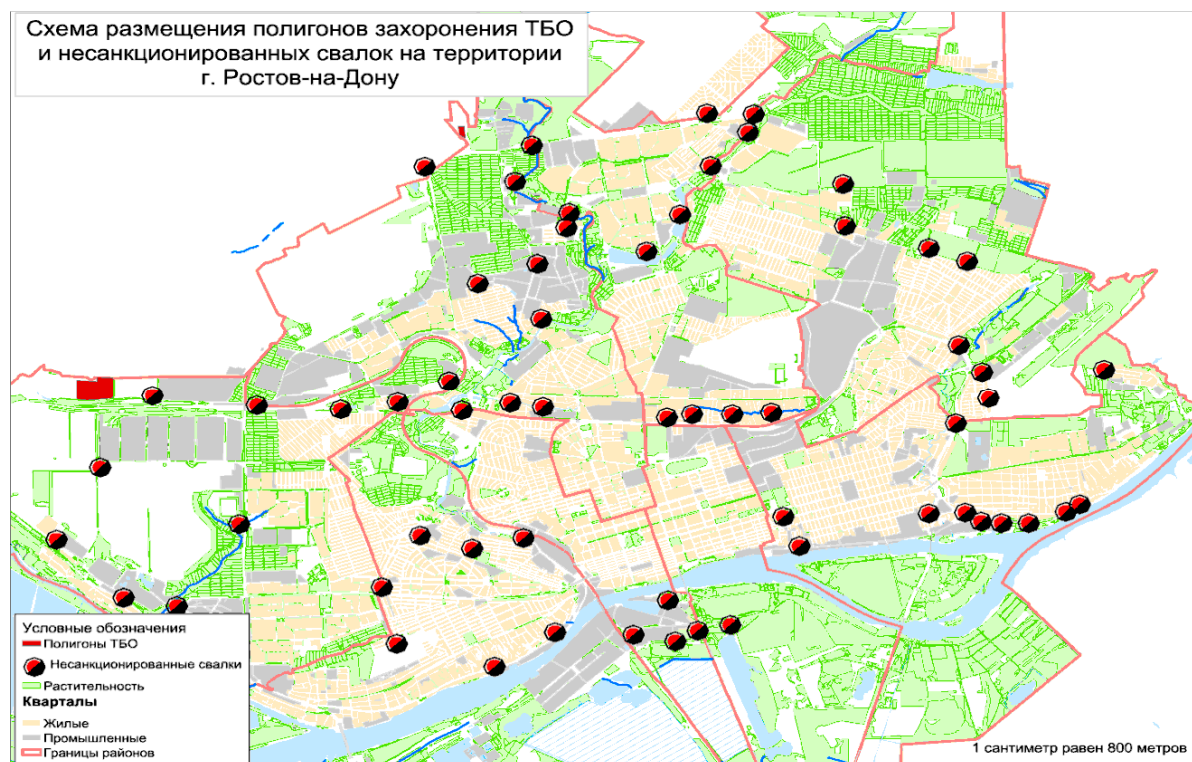 Схема размещения полигонов захоронения ТБО
и несанкционированных свалок на территории
г. Ростов-на-Дону
Условные обозначения
Полигоны ТБО
Несанкционированные свалки
Растительность
Кварталы
Жилые
Промышленные
Границы районов
1 сантиметр равен 800 метров